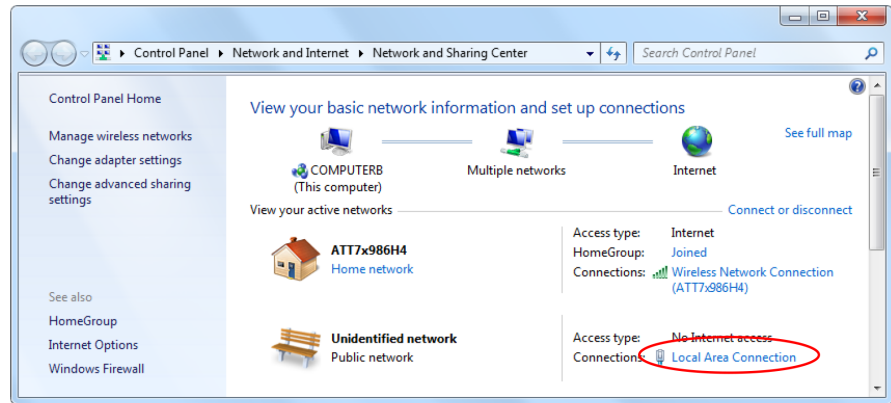 Control Panel Network and Internet Network and Sharing Center Search Control Panel
Control Panel Home
Manage wireless networks
Change adapter settings
Change advanced sharing
settings
See also
HomeGroup
Internet Options
Windows Firewall
View your basic network information and set up connections
See full map
COMPUTERB
(This computer)
Multiple networks
Internet
View your active networks
Connect or disconnect
ATT7x986H4
Home network
Access type: Internet
HomeGroup: Joined
Connections: Wireless Network Connection
(ATT7x986H4)
Unidentified network
Public network
Access type: No Internet access
Connections: Local Area Connection